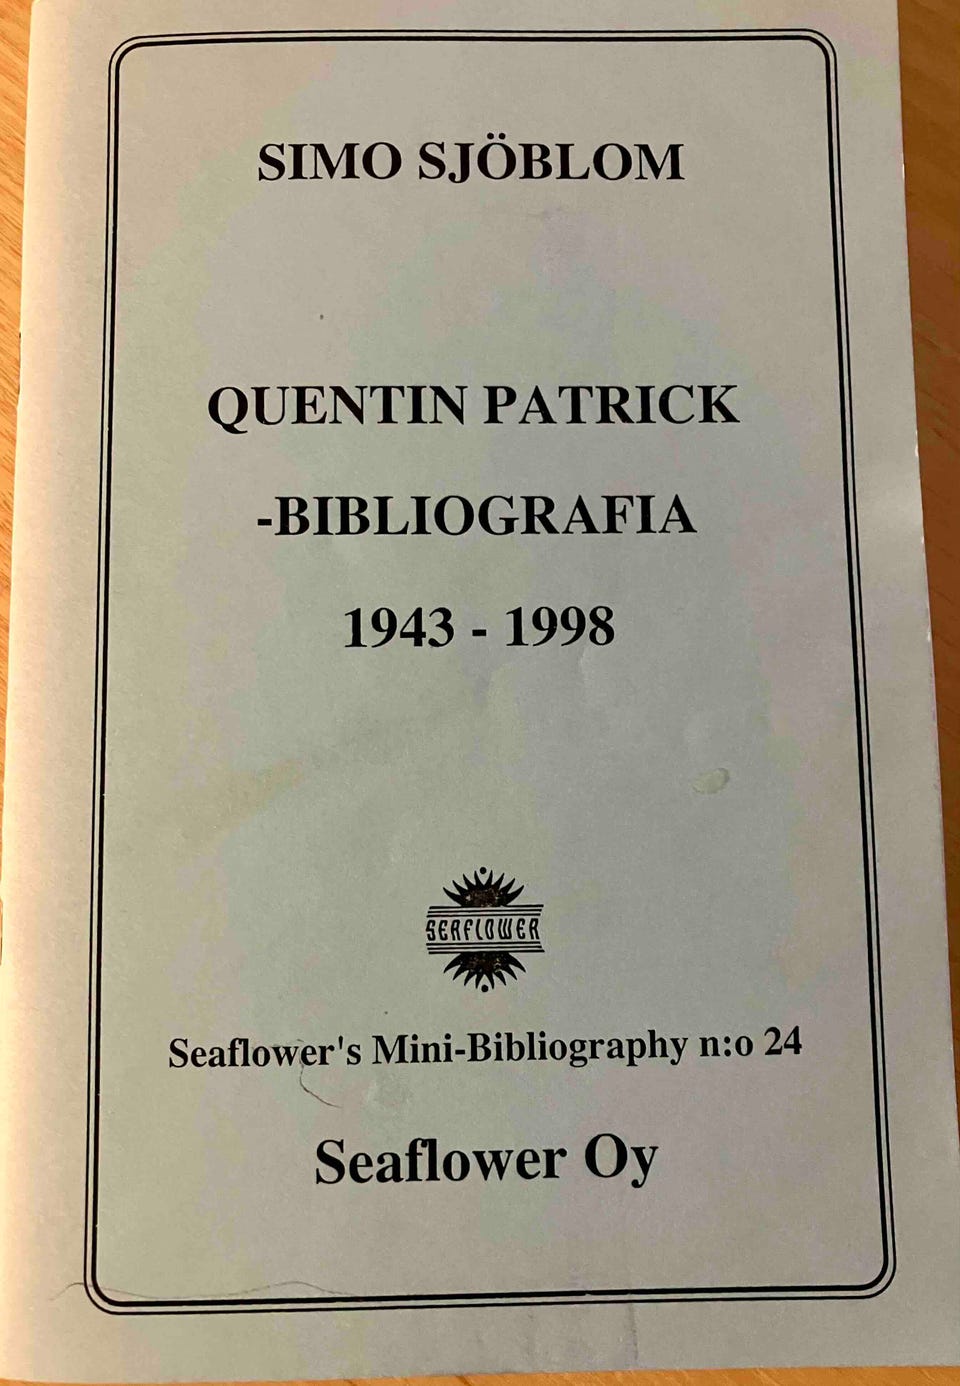 SIMO SJÖBLOM
QUENTIN PATRICK
-BIBLIOGRAFIA
1943 - 1998
SEAFLOWER
Seaflower's Mini-Bibliography n:o 24
Seaflower Oy